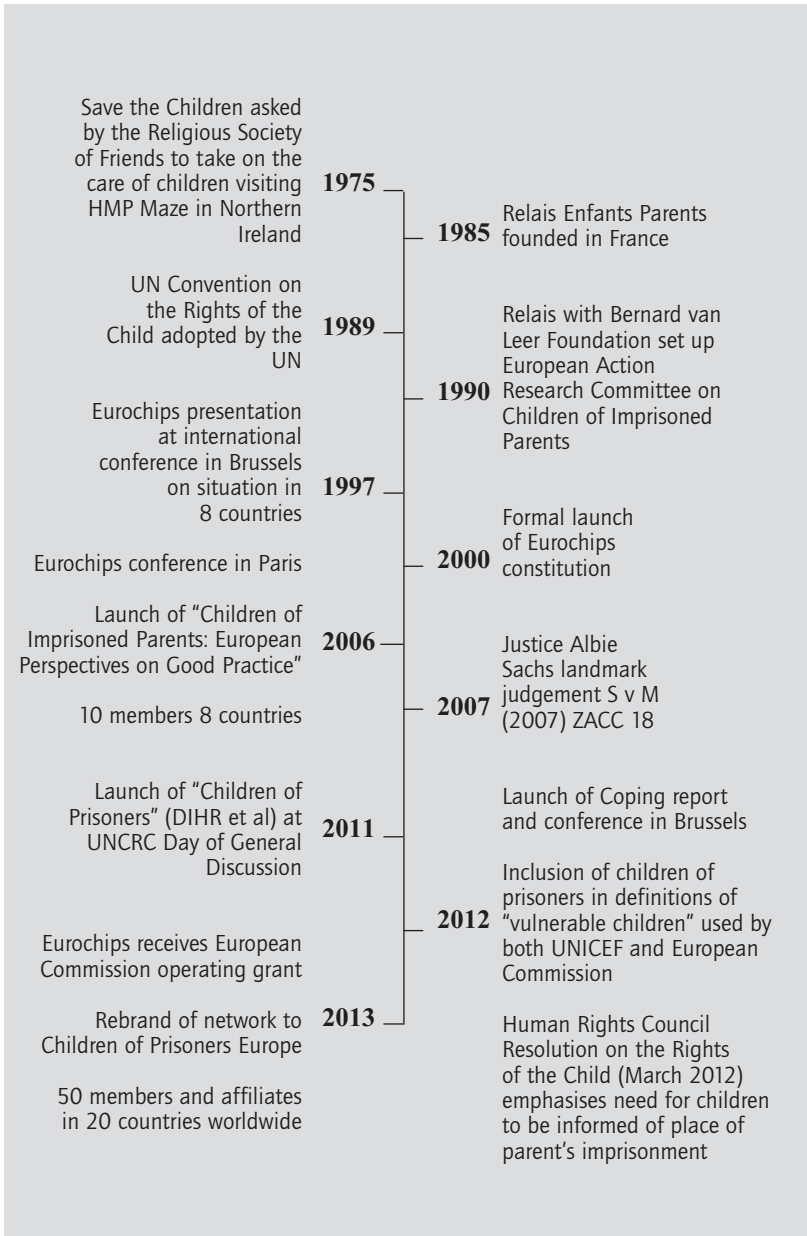 Save the Children asked
by the Religious Society
of Friends to take on the
care of children visiting
HMP Maze in Northern
Ireland
1975
1985
Relais Enfants Parents
founded in France
UN Convention on
the Rights of the
Child adopted by the
UN
1989
1990
Relais with Bernard van
Leer Foundation set up
European Action
Research Committee on
Children of Imprisoned
Parents
Eurochips presentation
at international
conference in Brussels
on situation in
8 countries
1997
2000
Formal launch
of Eurochips
constitution
Eurochips conference in Paris
Launch of “Children of
Imprisoned Parents: European
Perspectives on Good Practice”
10 members 8 countries
2006
2007
Justice Albie
Sachs landmark
judgement S v M
(2007) ZACC 18
Launch of “Children of
Prisoners” (DIHR et al) at
UNCRC Day of General
Discussion
2011
2012
Launch of Coping report
and conference in Brussels
Inclusion of children of
prisoners in definitions of
“vulnerable children” used by
both UNICEF and European
Commission
Human Rights Council
Resolution on the Rights
of the Child (March 2012)
emphasises need for children
to be informed of place of
parent’s imprisonment
Eurochips receives European
Commission operating grant
Rebrand of network to
Children of Prisoners Europe
50 members and affiliates
in 20 countries worldwide
2013